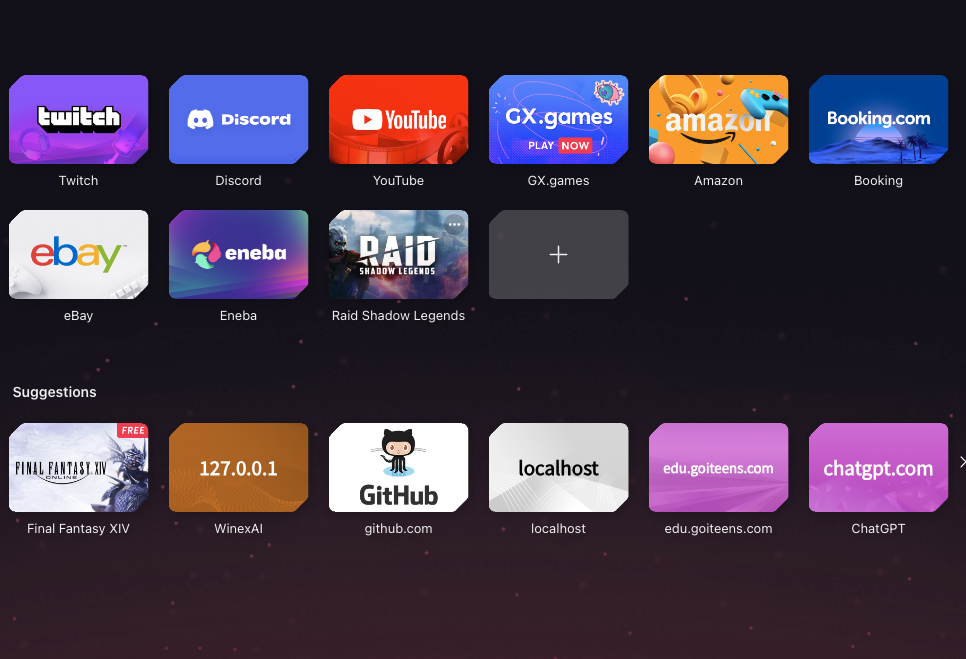 twitch
Discord
YouTube
GX.games
PLAY NOW
amazon
Booking.com
Twitch
Discord
YouTube
GX.games
Amazon
Booking
ebay™
eneba
RAID
SHADOW LEGENDS
eBay
Eneba
Raid Shadow Legends
Suggestions
FREE
FINAL FANTASY XIV
ONLINE
127.0.0.1
GitHub
localhost
edu.goiteens.com
chatgpt.com
Final Fantasy XIV
WinexAI
github.com
localhost
edu.goiteens.com
ChatGPT